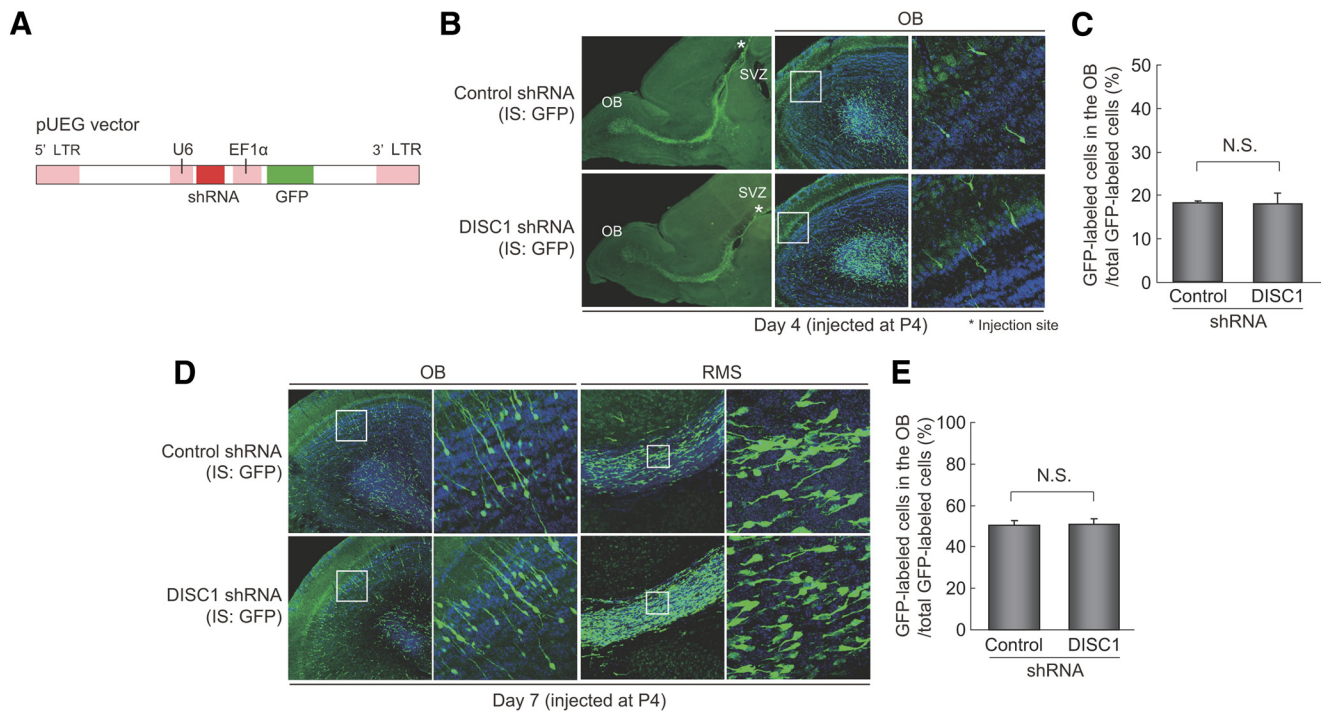 A
pUEG vector
5' LTR
U6
EF1α
3' LTR
shRNA
GFP
B
OB
Control shRNA
(IS: GFP)
*
SVZ
OB
DISC1 shRNA
(IS: GFP)
SVZ
*
OB
Day 4 (injected at P4)
* Injection site
C
GFP-labeled cells in the OB
/total GFP-labeled cells (%)
50
40
30
20
10
0
N.S.
Control
DISC1
shRNA
D
OB
RMS
Control shRNA
(IS: GFP)
DISC1 shRNA
(IS: GFP)
Day 7 (injected at P4)
E
GFP-labeled cells in the OB
/total GFP-labeled cells (%)
100
80
60
40
20
0
N.S.
Control
DISC1
shRNA